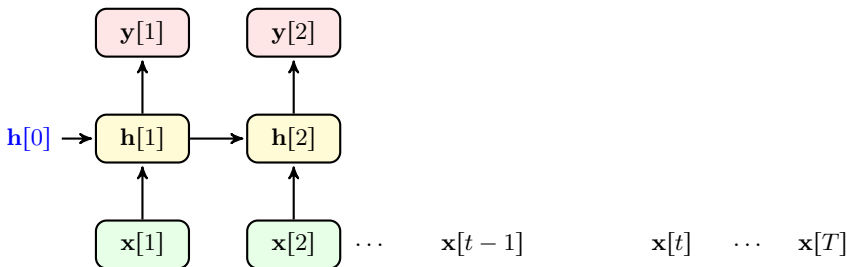 y[1] y[2]
h[0] h[1] h[2]
x[1] x[2] ⋯ x[t − 1] x[t] ⋯ x[T]